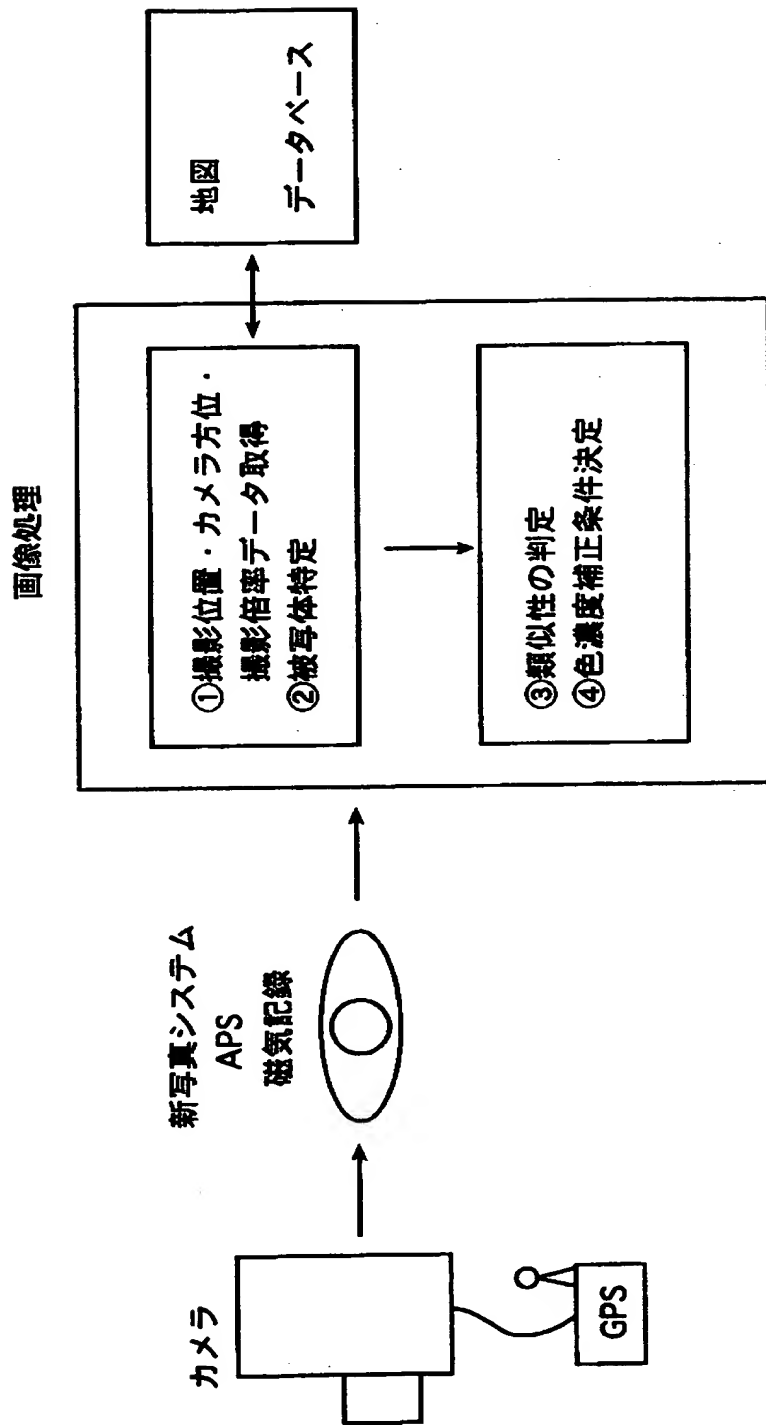 画像処理
カメラ
GPS
新写真システム
APS
磁気記録
①撮影位置・カメラ方位・
撮影倍率データ取得
②被写体特定
③類似性の判定
④色濃度補正条件決定
地図
データベース